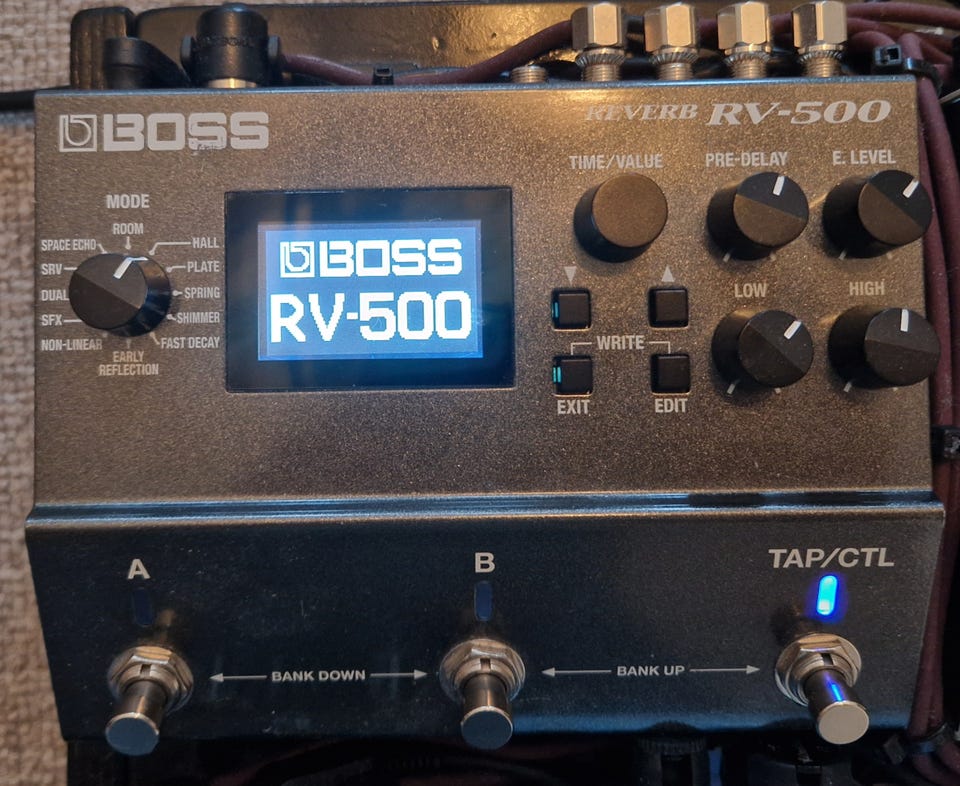 BOSS
REVERB RV-500
MODE
ROOM
SPACE ECHO
HALL
SRV
PLATE
DUAL
SPRING
SFX
SHIMMER
NON-LINEAR
FAST DECAY
EARLY
REFLECTION
BOSS
RV-500
TIME/VALUE
PRE-DELAY
E. LEVEL
LOW
HIGH
WRITE
EXIT
EDIT
A
B
TAP/CTL
BANK DOWN
BANK UP